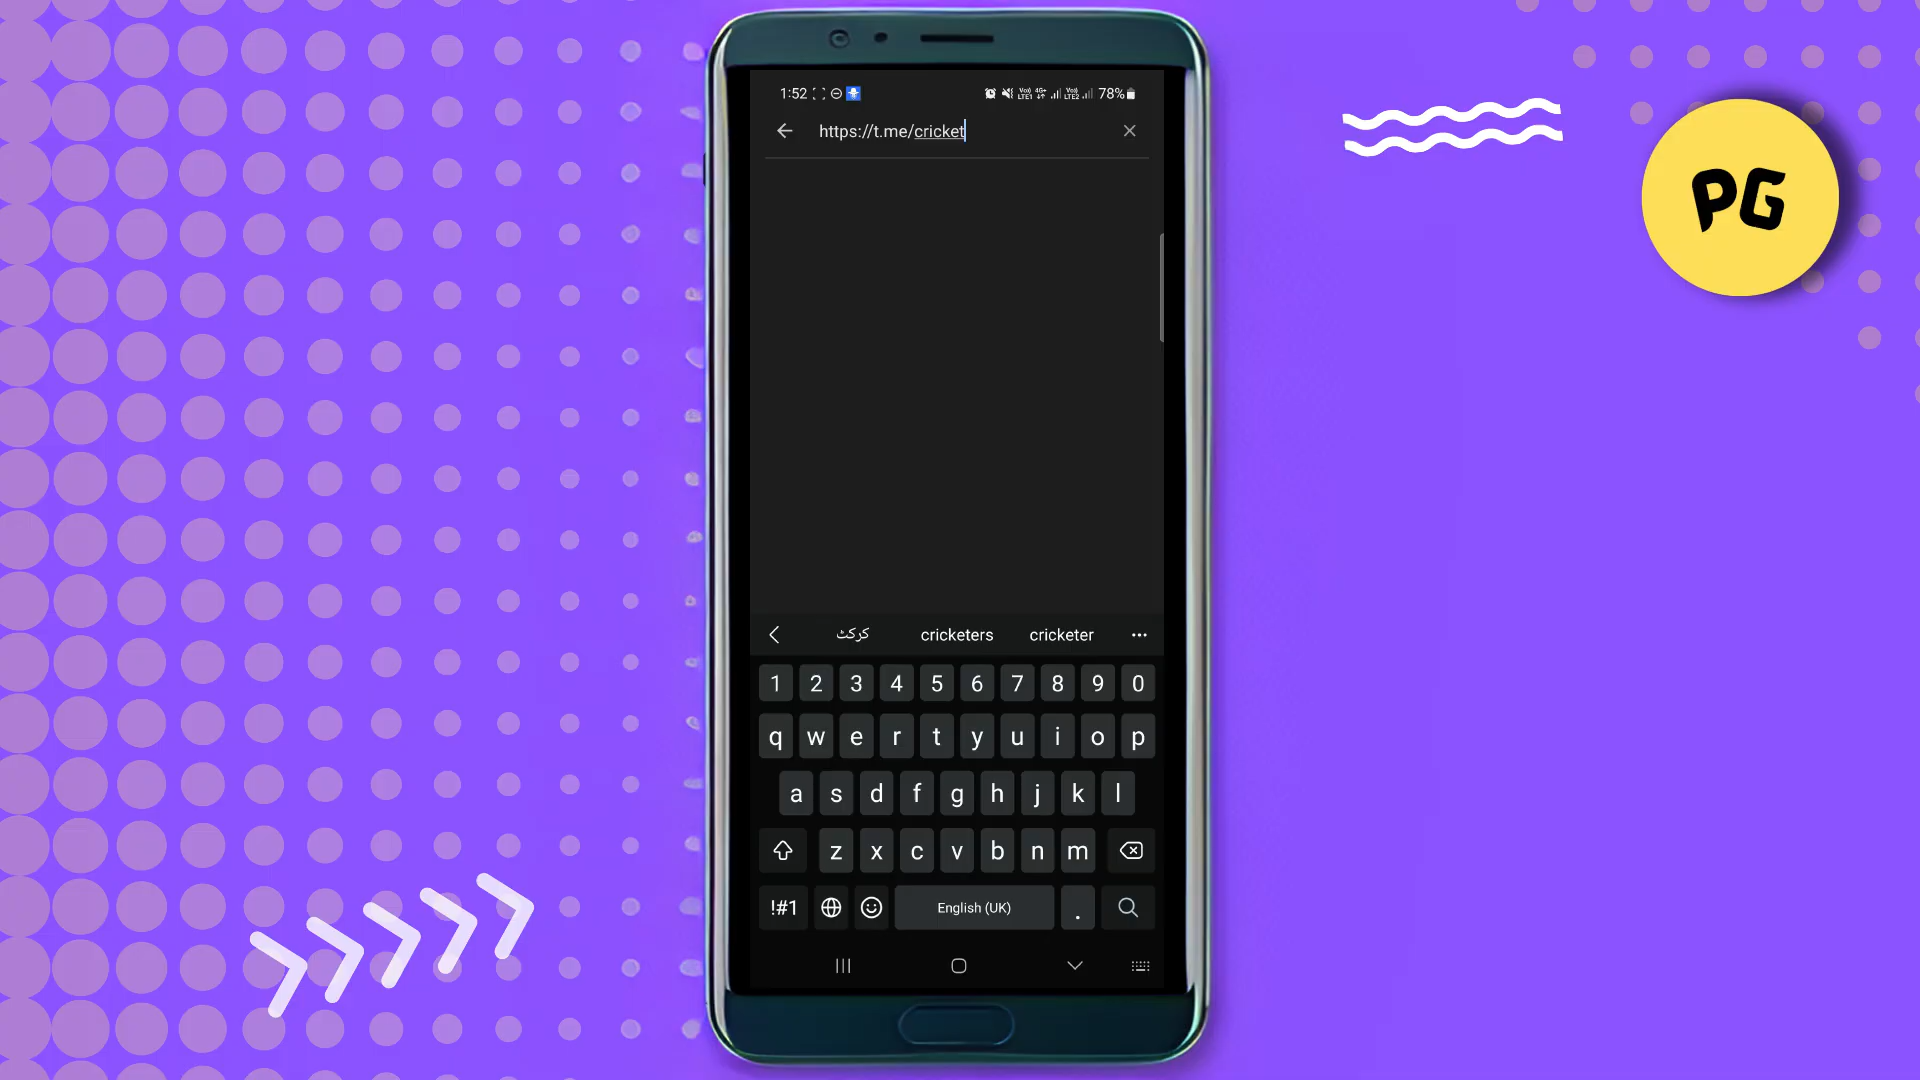 1:52 78%
https://t.me/cricket
PG
کرکٹ cricketers cricketer
1 2 3 4 5 6 7 8 9 0
q w e r t y u i o p
a s d f g h j k l
z x c v b n m
!#1 English (UK) .